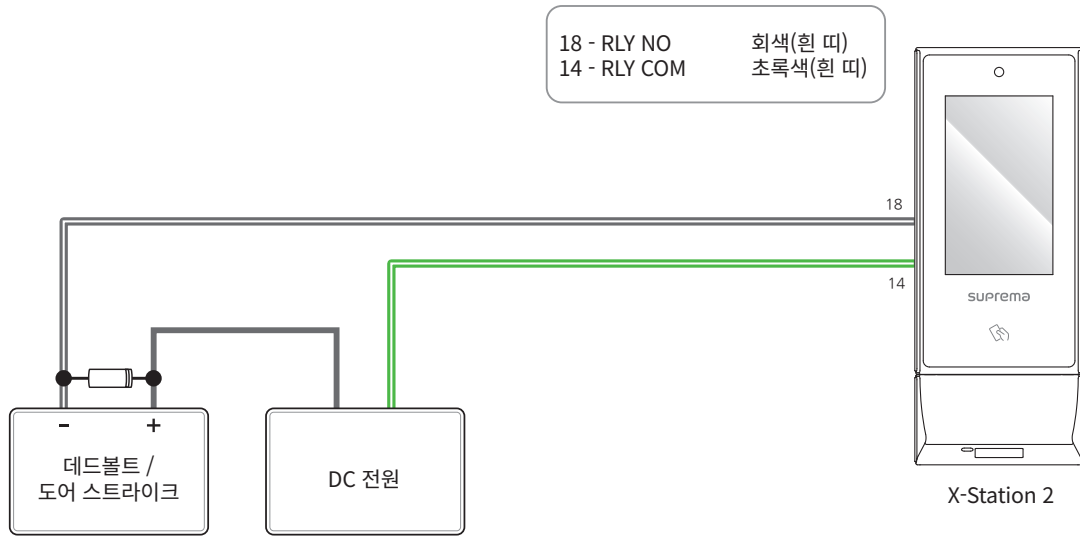 18 - RLY NO 회색(흰 띠)
14 - RLY COM 초록색(흰 띠)
18
14
suprema
- +
데드볼트 /
도어 스트라이크
DC 전원
X-Station 2